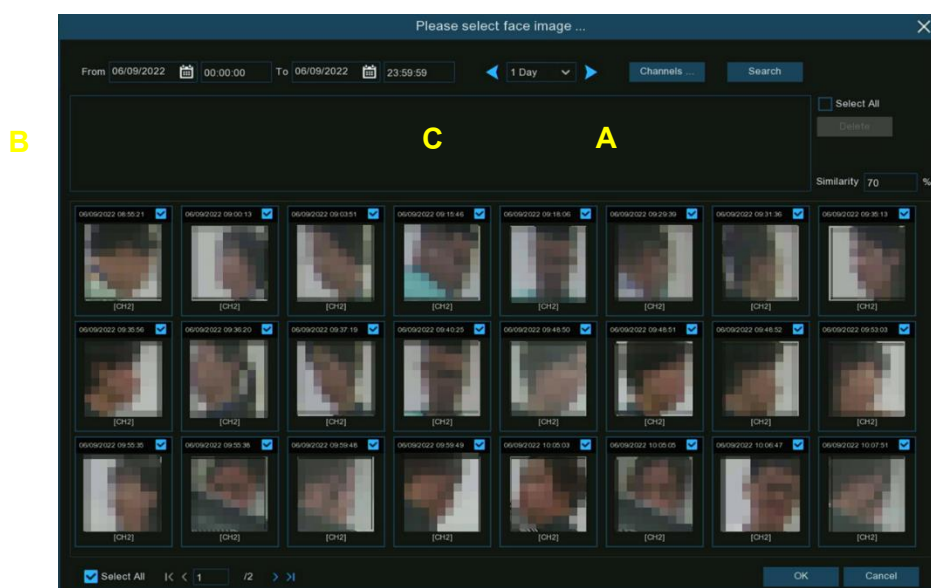 Please select face image ...
From 06/09/2022 00:00:00 To 06/09/2022 23:59:59 1 Day Channels ... Search
Select All
Delete
B C A
Similarity 70 %
06/09/2022 08:55:21 06/09/2022 09:00:13 06/09/2022 09:03:51 06/09/2022 09:15:46 06/09/2022 09:18:06 06/09/2022 09:29:39 06/09/2022 09:31:36 06/09/2022 09:35:13
[CH2] [CH2] [CH2] [CH2] [CH2] [CH2] [CH2] [CH2]
06/09/2022 09:35:56 06/09/2022 09:36:20 06/09/2022 09:37:19 06/09/2022 09:40:25 06/09/2022 09:48:50 06/09/2022 09:48:51 06/09/2022 09:48:52 06/09/2022 09:53:03
[CH2] [CH2] [CH2] [CH2] [CH2] [CH2] [CH2] [CH2]
06/09/2022 09:55:35 06/09/2022 09:55:36 06/09/2022 09:59:48 06/09/2022 09:59:49 06/09/2022 10:05:03 06/09/2022 10:05:05 06/09/2022 10:06:47 06/09/2022 10:07:51
[CH2] [CH2] [CH2] [CH2] [CH2] [CH2] [CH2] [CH2]
Select All 1 /2 OK Cancel